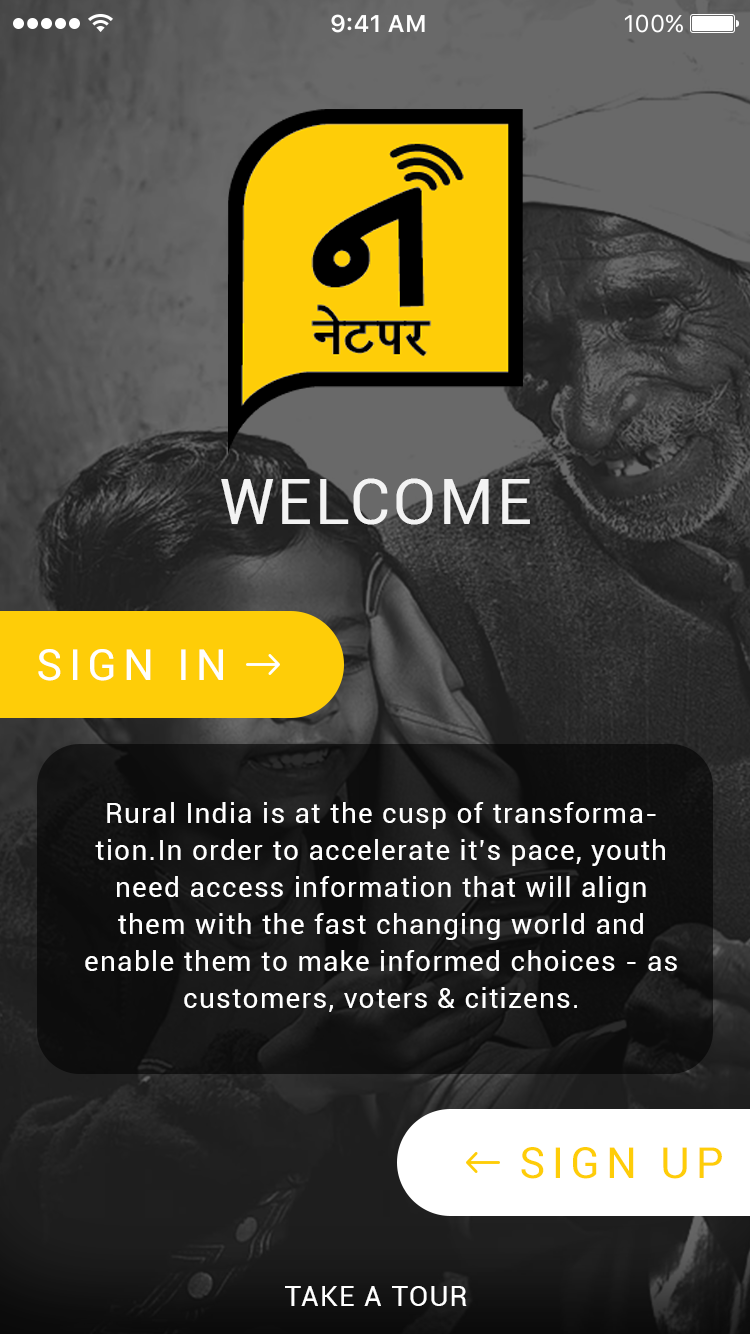 9:41 AM 100%
न
नेटपर
WELCOME
SIGN IN →
Rural India is at the cusp of transforma-
tion.In order to accelerate it's pace, youth
need access information that will align
them with the fast changing world and
enable them to make informed choices - as
customers, voters & citizens.
← SIGN UP
TAKE A TOUR